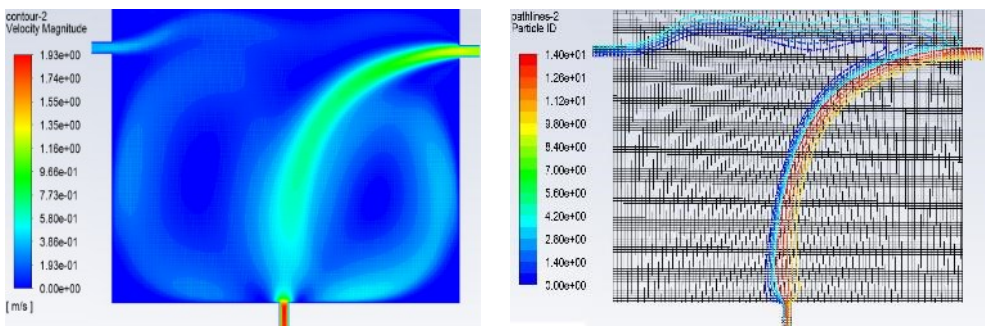 contour-2
Velocity Magnitude
1.93e+00
1.74e+00
1.55e+00
1.35e+00
1.16e+00
9.66e-01
7.73e-01
5.80e-01
3.86e-01
1.93e-01
0.00e+00
[ m/s ]
pathlines-2
Particle ID
1.40e+01
1.26e+01
1.12e+01
9.80e+00
8.40e+00
7.00e+00
5.60e+00
4.20e+00
2.80e+00
1.40e+00
0.00e+00